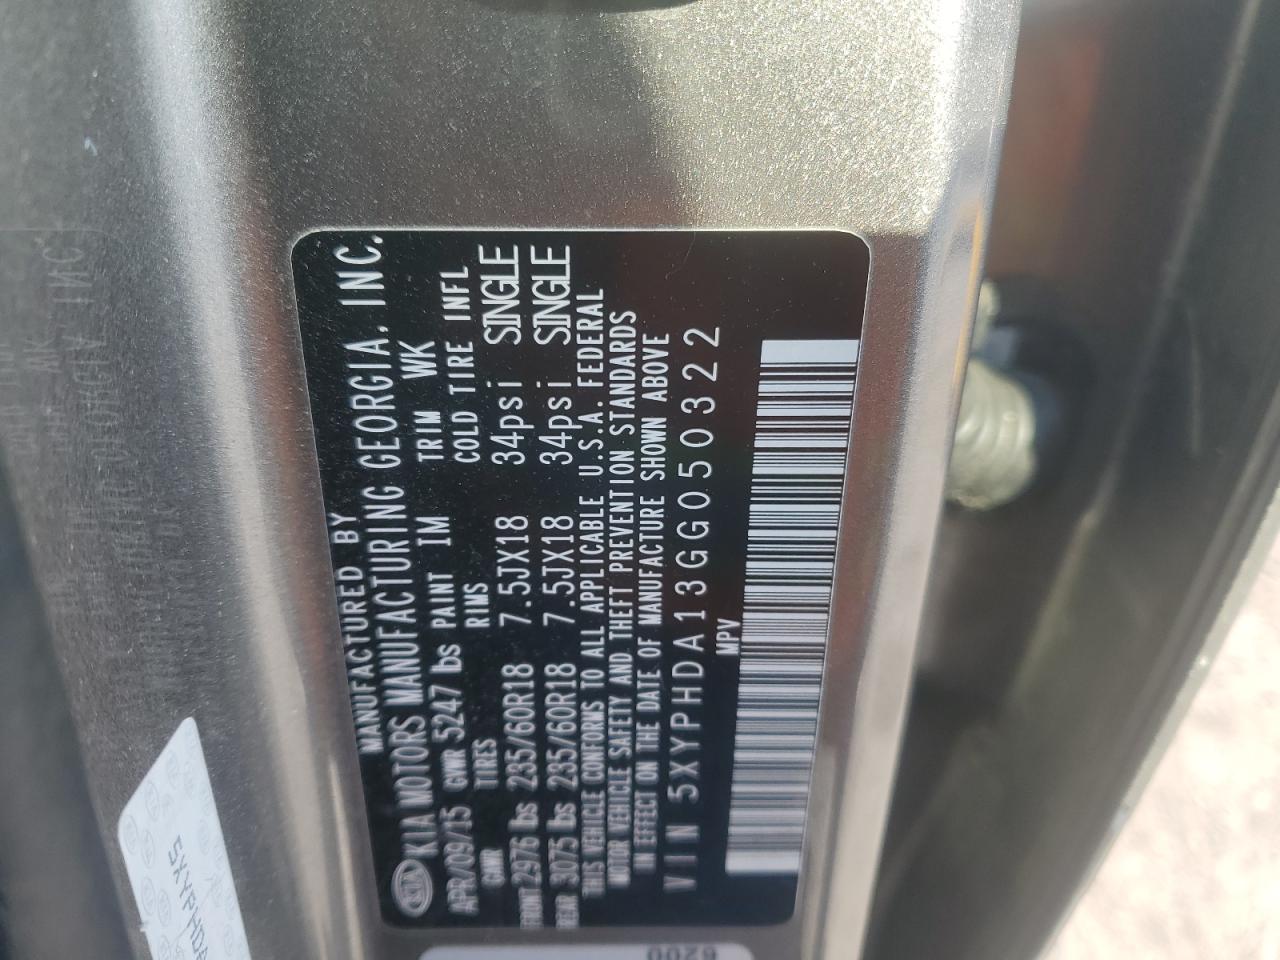 MANUFACTURED BY
KIA KIA MOTORS MANUFACTURING GEORGIA, INC.
APR/09/15 GVWR 5247 lbs PAINT IM TRIM WK
GAWR TIRES RIMS COLD TIRE INFL
FRONT 2976 lbs 235/60R18 7.5JX18 34psi SINGLE
REAR 3075 lbs 235/60R18 7.5JX18 34psi SINGLE
THIS VEHICLE CONFORMS TO ALL APPLICABLE U.S.A. FEDERAL
MOTOR VEHICLE SAFETY AND THEFT PREVENTION STANDARDS
IN EFFECT ON THE DATE OF MANUFACTURE SHOWN ABOVE
VIN 5XYPHDA13GG050322
MPV
5XYPHDA
6200